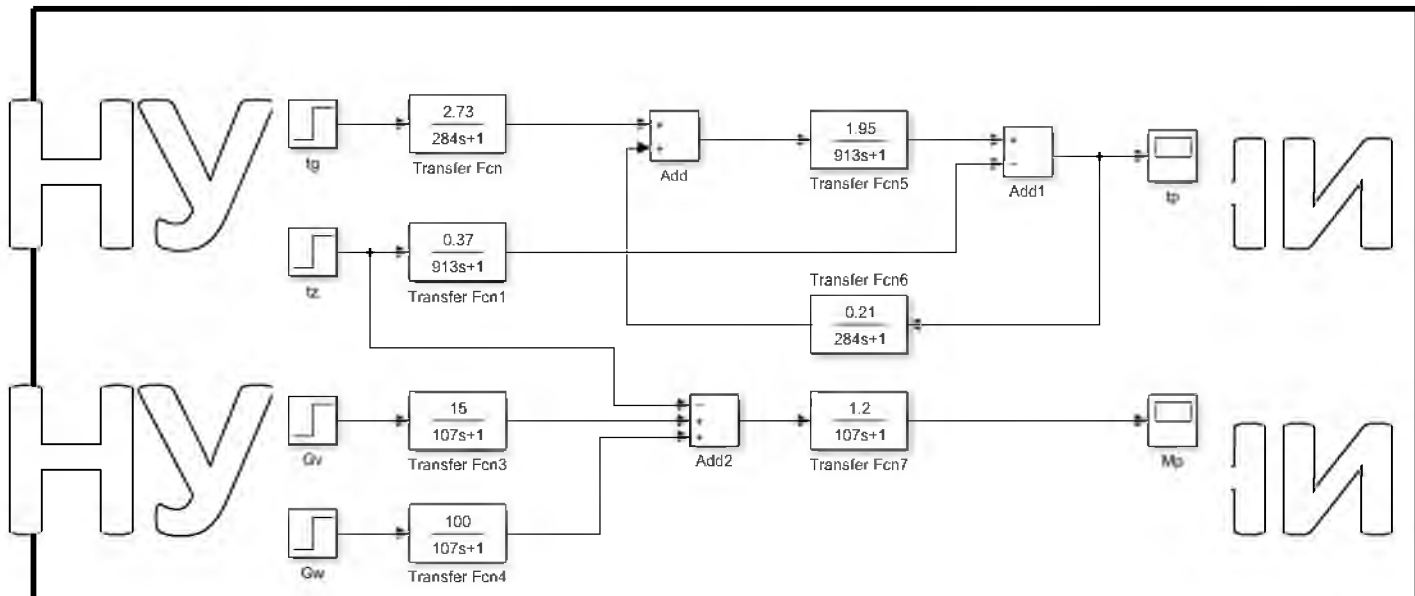 НУ
tg
2.73
284s+1
Transfer Fcn
+
+
Add
1.95
913s+1
Transfer Fcn5
+
−
Add1
tp
И
tz
0.37
913s+1
Transfer Fcn1
Transfer Fcn6
0.21
284s+1
НУ
Gv
15
107s+1
Transfer Fcn3
−
+
+
Add2
1.2
107s+1
Transfer Fcn7
Mp
И
Gw
100
107s+1
Transfer Fcn4